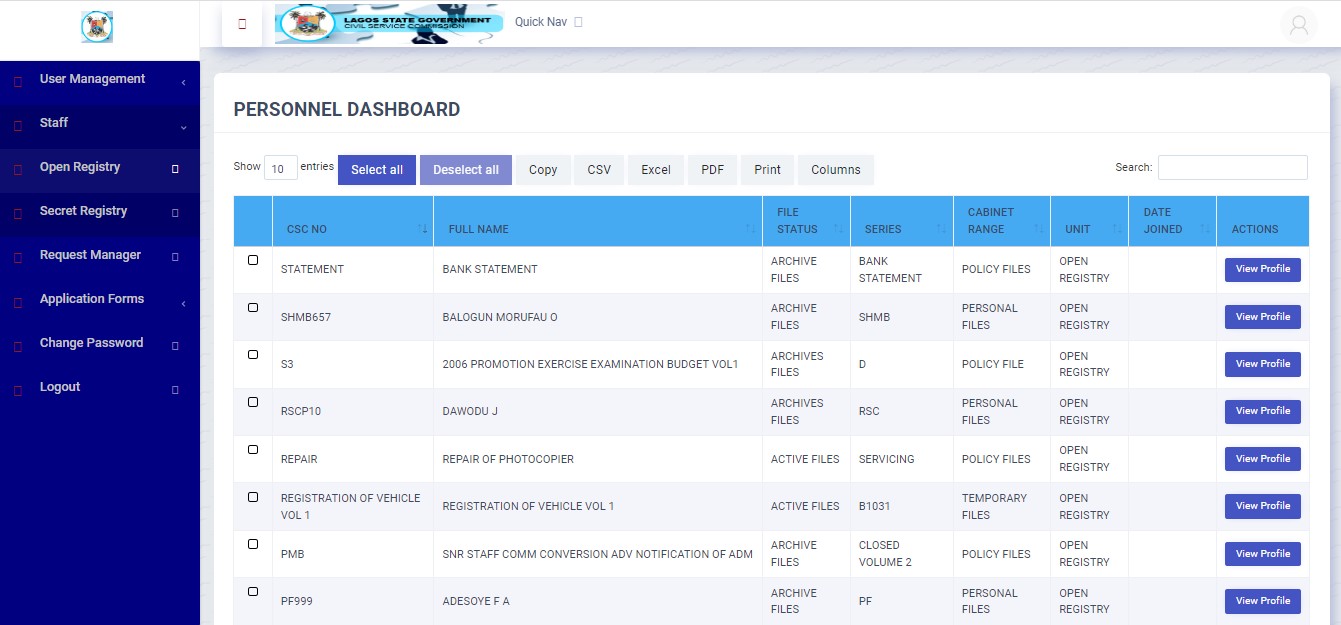 LAGOS STATE GOVERNMENT
CIVIL SERVICE COMMISSION
Quick Nav
User Management
Staff
Open Registry
Secret Registry
Request Manager
Application Forms
Change Password
Logout
PERSONNEL DASHBOARD
Show 10 entries Select all Deselect all Copy CSV Excel PDF Print Columns Search:
CSC NO FULL NAME FILE STATUS SERIES CABINET RANGE UNIT DATE JOINED ACTIONS
STATEMENT BANK STATEMENT ARCHIVE FILES BANK STATEMENT POLICY FILES OPEN REGISTRY View Profile
SHMB657 BALOGUN MORUFAU O ARCHIVE FILES SHMB PERSONAL FILES OPEN REGISTRY View Profile
S3 2006 PROMOTION EXERCISE EXAMINATION BUDGET VOL1 ARCHIVES FILES D POLICY FILE OPEN REGISTRY View Profile
RSCP10 DAWODU J ARCHIVES FILES RSC PERSONAL FILES OPEN REGISTRY View Profile
REPAIR REPAIR OF PHOTOCOPIER ACTIVE FILES SERVICING POLICY FILES OPEN REGISTRY View Profile
REGISTRATION OF VEHICLE VOL 1 REGISTRATION OF VEHICLE VOL 1 ACTIVE FILES B1031 TEMPORARY FILES OPEN REGISTRY View Profile
PMB SNR STAFF COMM CONVERSION ADV NOTIFICATION OF ADM ARCHIVE FILES CLOSED VOLUME 2 POLICY FILES OPEN REGISTRY View Profile
PF999 ADESOYE F A ARCHIVE FILES PF PERSONAL FILES OPEN REGISTRY View Profile